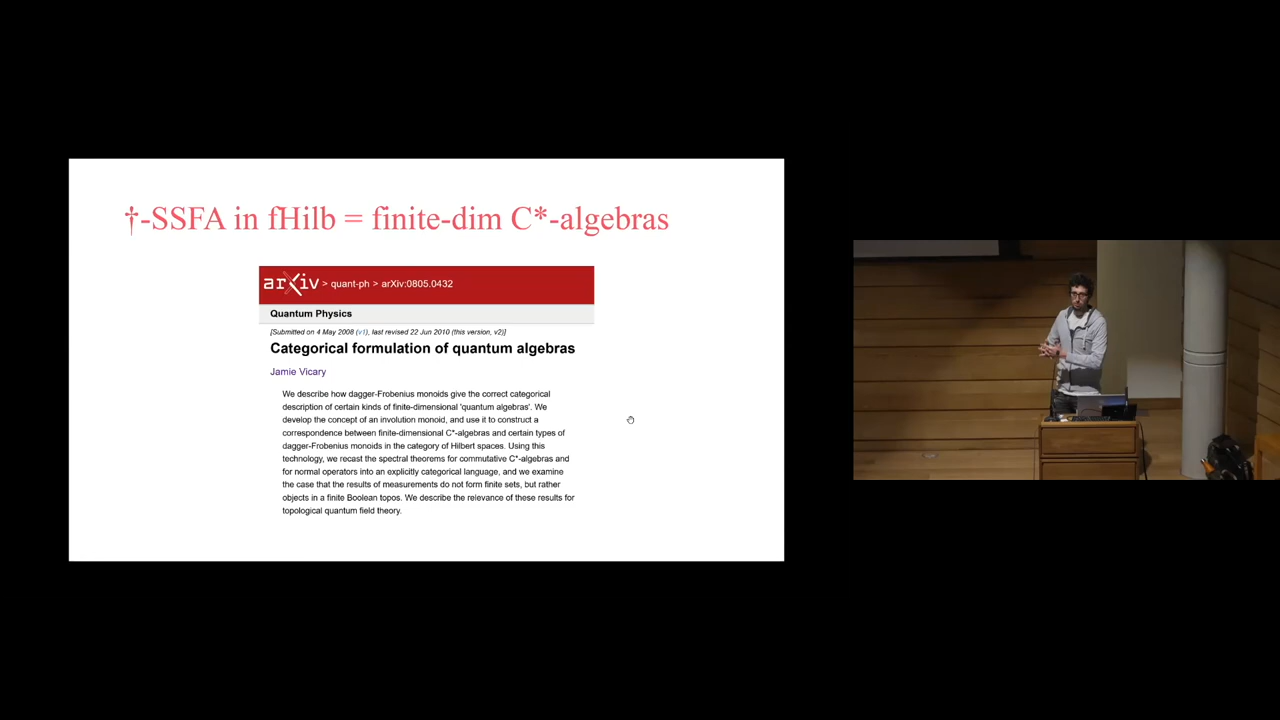 †-SSFA in fHilb = finite-dim C*-algebras
arXiv > quant-ph > arXiv:0805.0432
Quantum Physics
[Submitted on 4 May 2008 (v1), last revised 22 Jun 2010 (this version, v2)]
Categorical formulation of quantum algebras
Jamie Vicary
We describe how dagger-Frobenius monoids give the correct categorical
description of certain kinds of finite-dimensional 'quantum algebras'. We
develop the concept of an involution monoid, and use it to construct a
correspondence between finite-dimensional C*-algebras and certain types of
dagger-Frobenius monoids in the category of Hilbert spaces. Using this
technology, we recast the spectral theorems for commutative C*-algebras and
for normal operators into an explicitly categorical language, and we examine
the case that the results of measurements do not form finite sets, but rather
objects in a finite Boolean topos. We describe the relevance of these results for
topological quantum field theory.